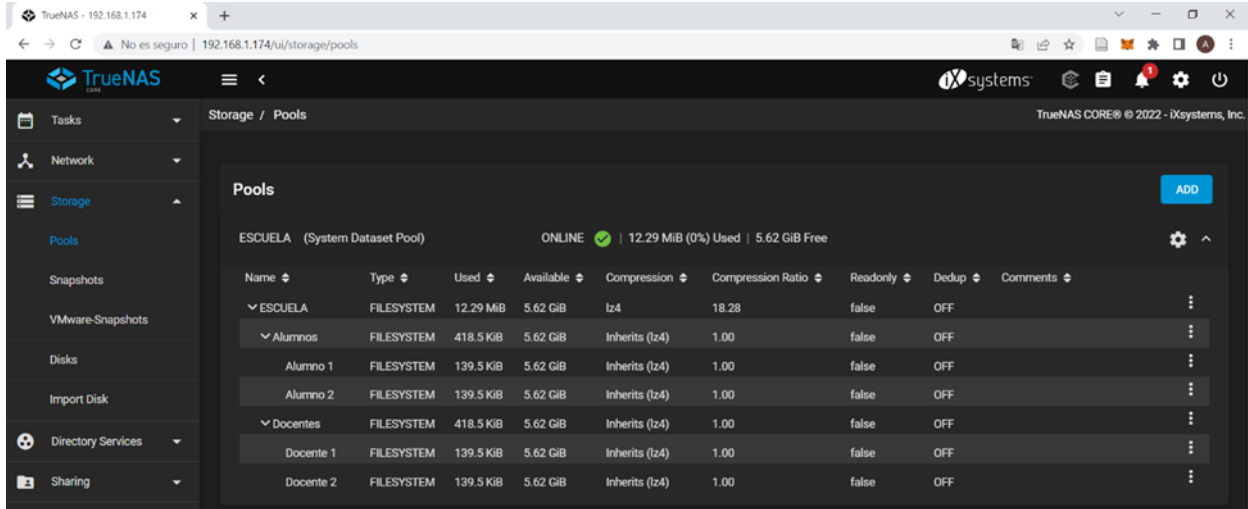 TrueNAS - 192.168.1.174
No es seguro | 192.168.1.174/ui/storage/pools
A
TrueNAS
CORE
iX systems
1
Storage / Pools
TrueNAS CORE® © 2022 - iXsystems, Inc.
Tasks
Network
Storage
Pools
Snapshots
VMware-Snapshots
Disks
Import Disk
Directory Services
Sharing
Pools
ADD
ESCUELA (System Dataset Pool) ONLINE | 12.29 MiB (0%) Used | 5.62 GiB Free
Name Type Used Available Compression Compression Ratio Readonly Dedup Comments
ESCUELA FILESYSTEM 12.29 MiB 5.62 GiB lz4 18.28 false OFF
Alumnos FILESYSTEM 418.5 KiB 5.62 GiB Inherits (lz4) 1.00 false OFF
Alumno 1 FILESYSTEM 139.5 KiB 5.62 GiB Inherits (lz4) 1.00 false OFF
Alumno 2 FILESYSTEM 139.5 KiB 5.62 GiB Inherits (lz4) 1.00 false OFF
Docentes FILESYSTEM 418.5 KiB 5.62 GiB Inherits (lz4) 1.00 false OFF
Docente 1 FILESYSTEM 139.5 KiB 5.62 GiB Inherits (lz4) 1.00 false OFF
Docente 2 FILESYSTEM 139.5 KiB 5.62 GiB Inherits (lz4) 1.00 false OFF